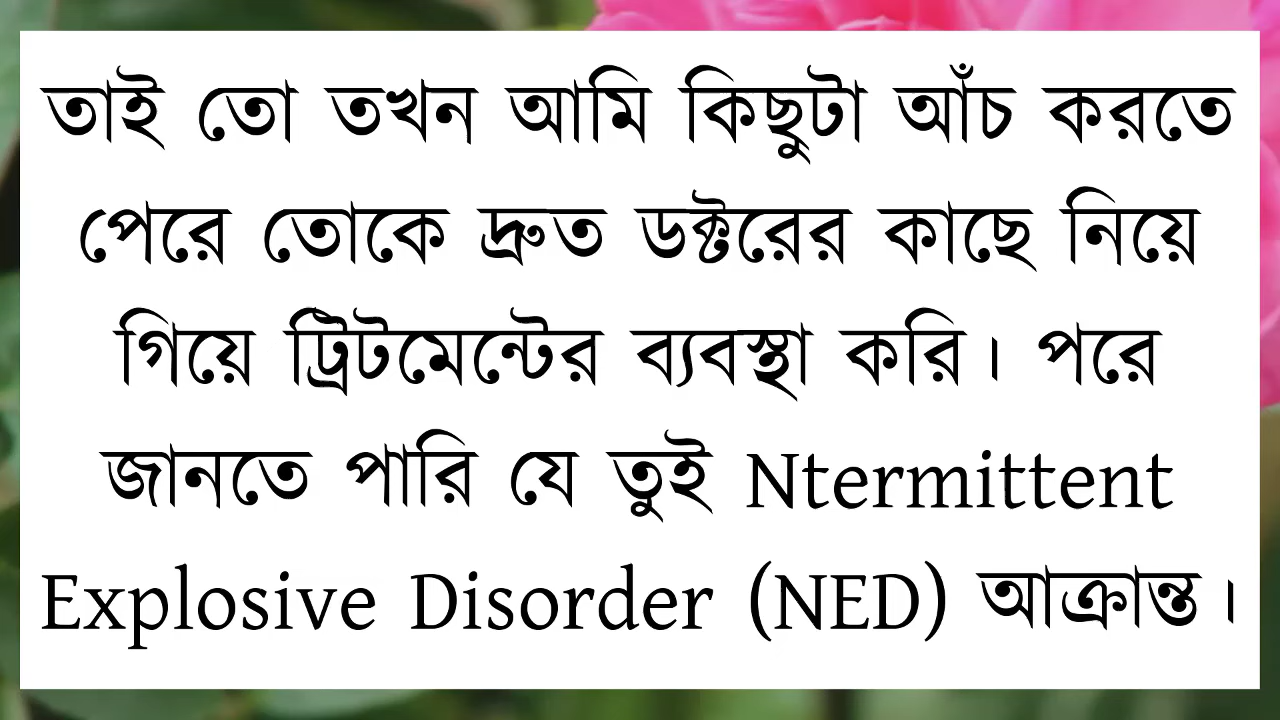 তাই তো তখন আমি কিছুটা আঁচ করতে
পেরে তোকে দ্রুত ডক্টরের কাছে নিয়ে
গিয়ে ট্রিটমেন্টের ব্যবস্থা করি। পরে
জানতে পারি যে তুই Ntermittent
Explosive Disorder (NED) আক্রান্ত।